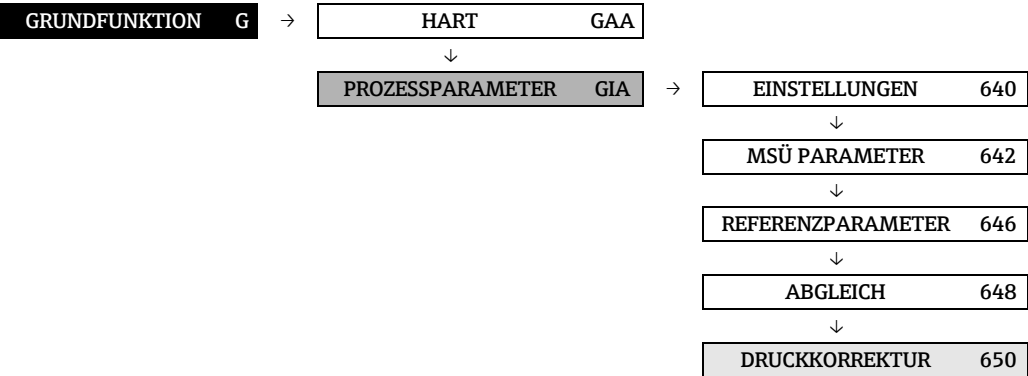 GRUNDFUNKTION G → HART GAA
↓
PROZESSPARAMETER GIA → EINSTELLUNGEN 640
↓
MSÜ PARAMETER 642
↓
REFERENZPARAMETER 646
↓
ABGLEICH 648
↓
DRUCKKORREKTUR 650